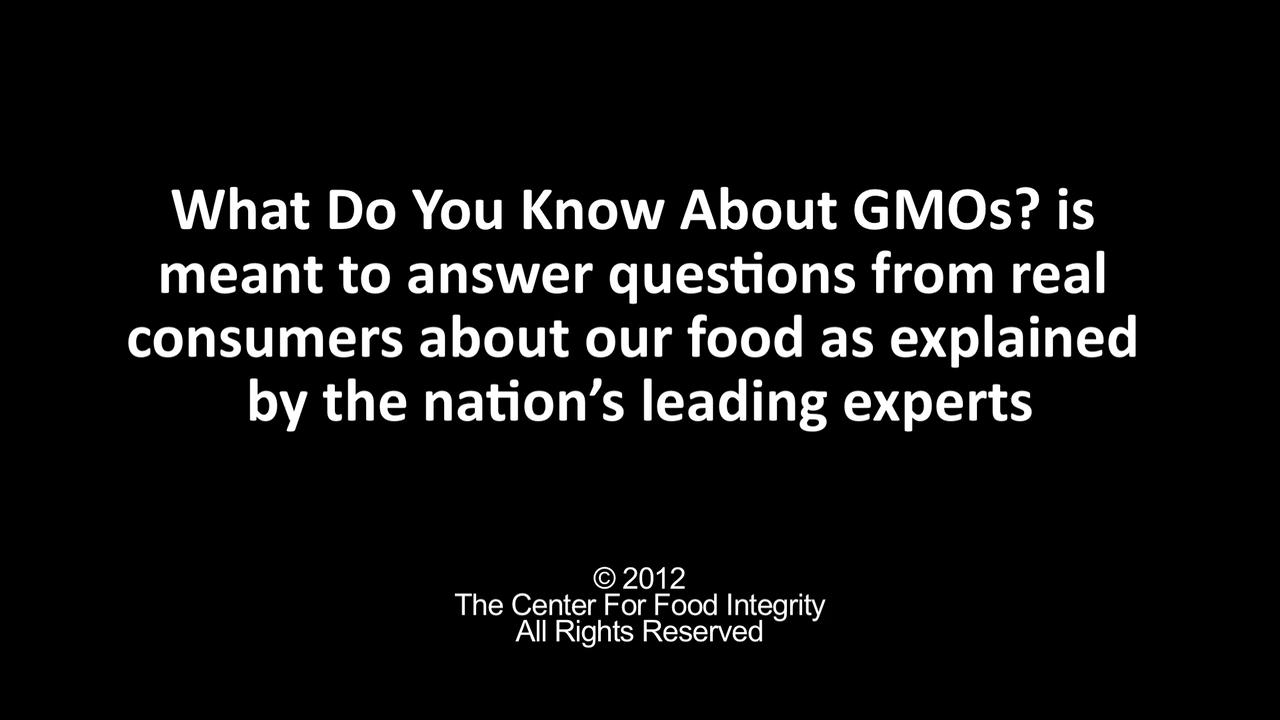 What Do You Know About GMOs? is
meant to answer questions from real
consumers about our food as explained
by the nation’s leading experts
© 2012
The Center For Food Integrity
All Rights Reserved